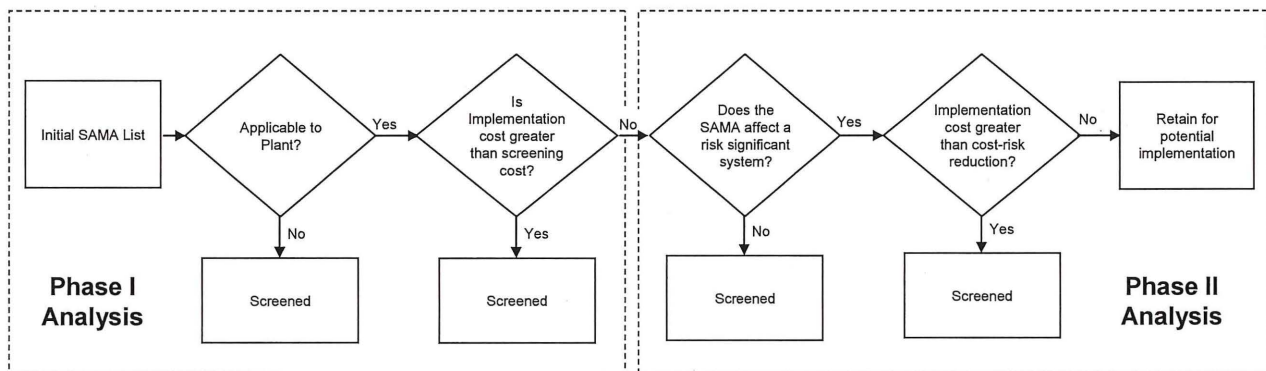 Initial SAMA List
Applicable to
Plant?
Yes
No
Screened
Is
Implementation
cost greater
than screening
cost?
No
Yes
Screened
Phase I
Analysis
Does the
SAMA affect a
risk significant
system?
Yes
No
Screened
Implementation
cost greater
than cost-risk
reduction?
No
Yes
Screened
Retain for
potential
implementation
Phase II
Analysis